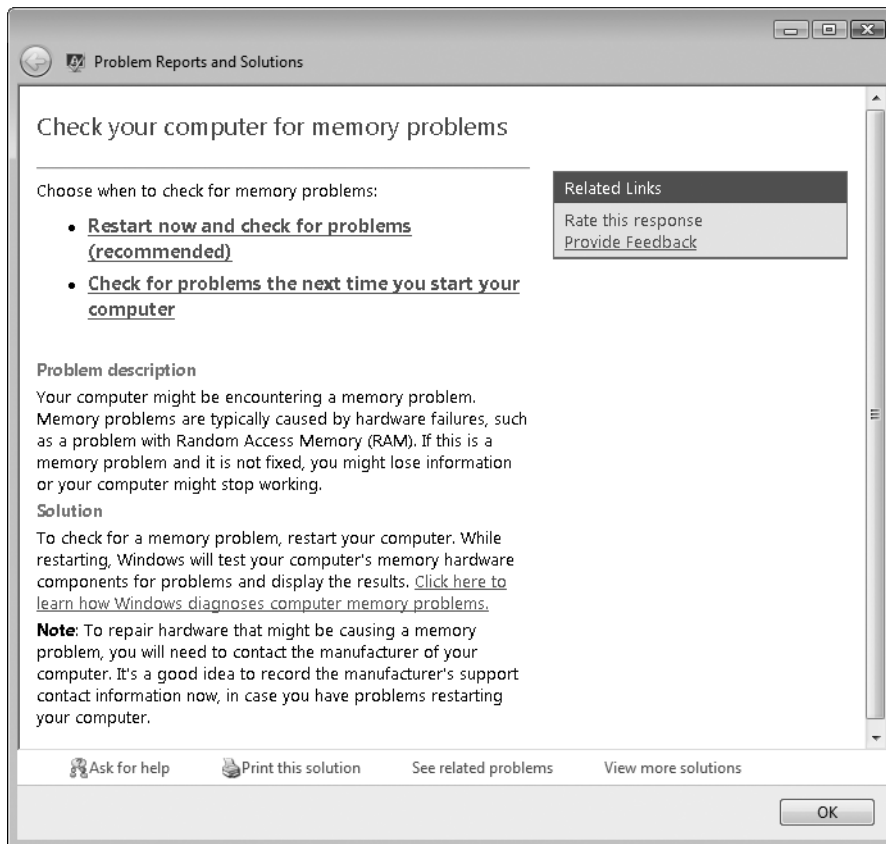 Problem Reports and Solutions
Check your computer for memory problems
Choose when to check for memory problems:
• Restart now and check for problems
(recommended)
• Check for problems the next time you start your
computer
Related Links
Rate this response
Provide Feedback
Problem description
Your computer might be encountering a memory problem.
Memory problems are typically caused by hardware failures, such
as a problem with Random Access Memory (RAM). If this is a
memory problem and it is not fixed, you might lose information
or your computer might stop working.
Solution
To check for a memory problem, restart your computer. While
restarting, Windows will test your computer's memory hardware
components for problems and display the results. Click here to
learn how Windows diagnoses computer memory problems.
Note: To repair hardware that might be causing a memory
problem, you will need to contact the manufacturer of your
computer. It's a good idea to record the manufacturer's support
contact information now, in case you have problems restarting
your computer.
Ask for help Print this solution See related problems View more solutions
OK